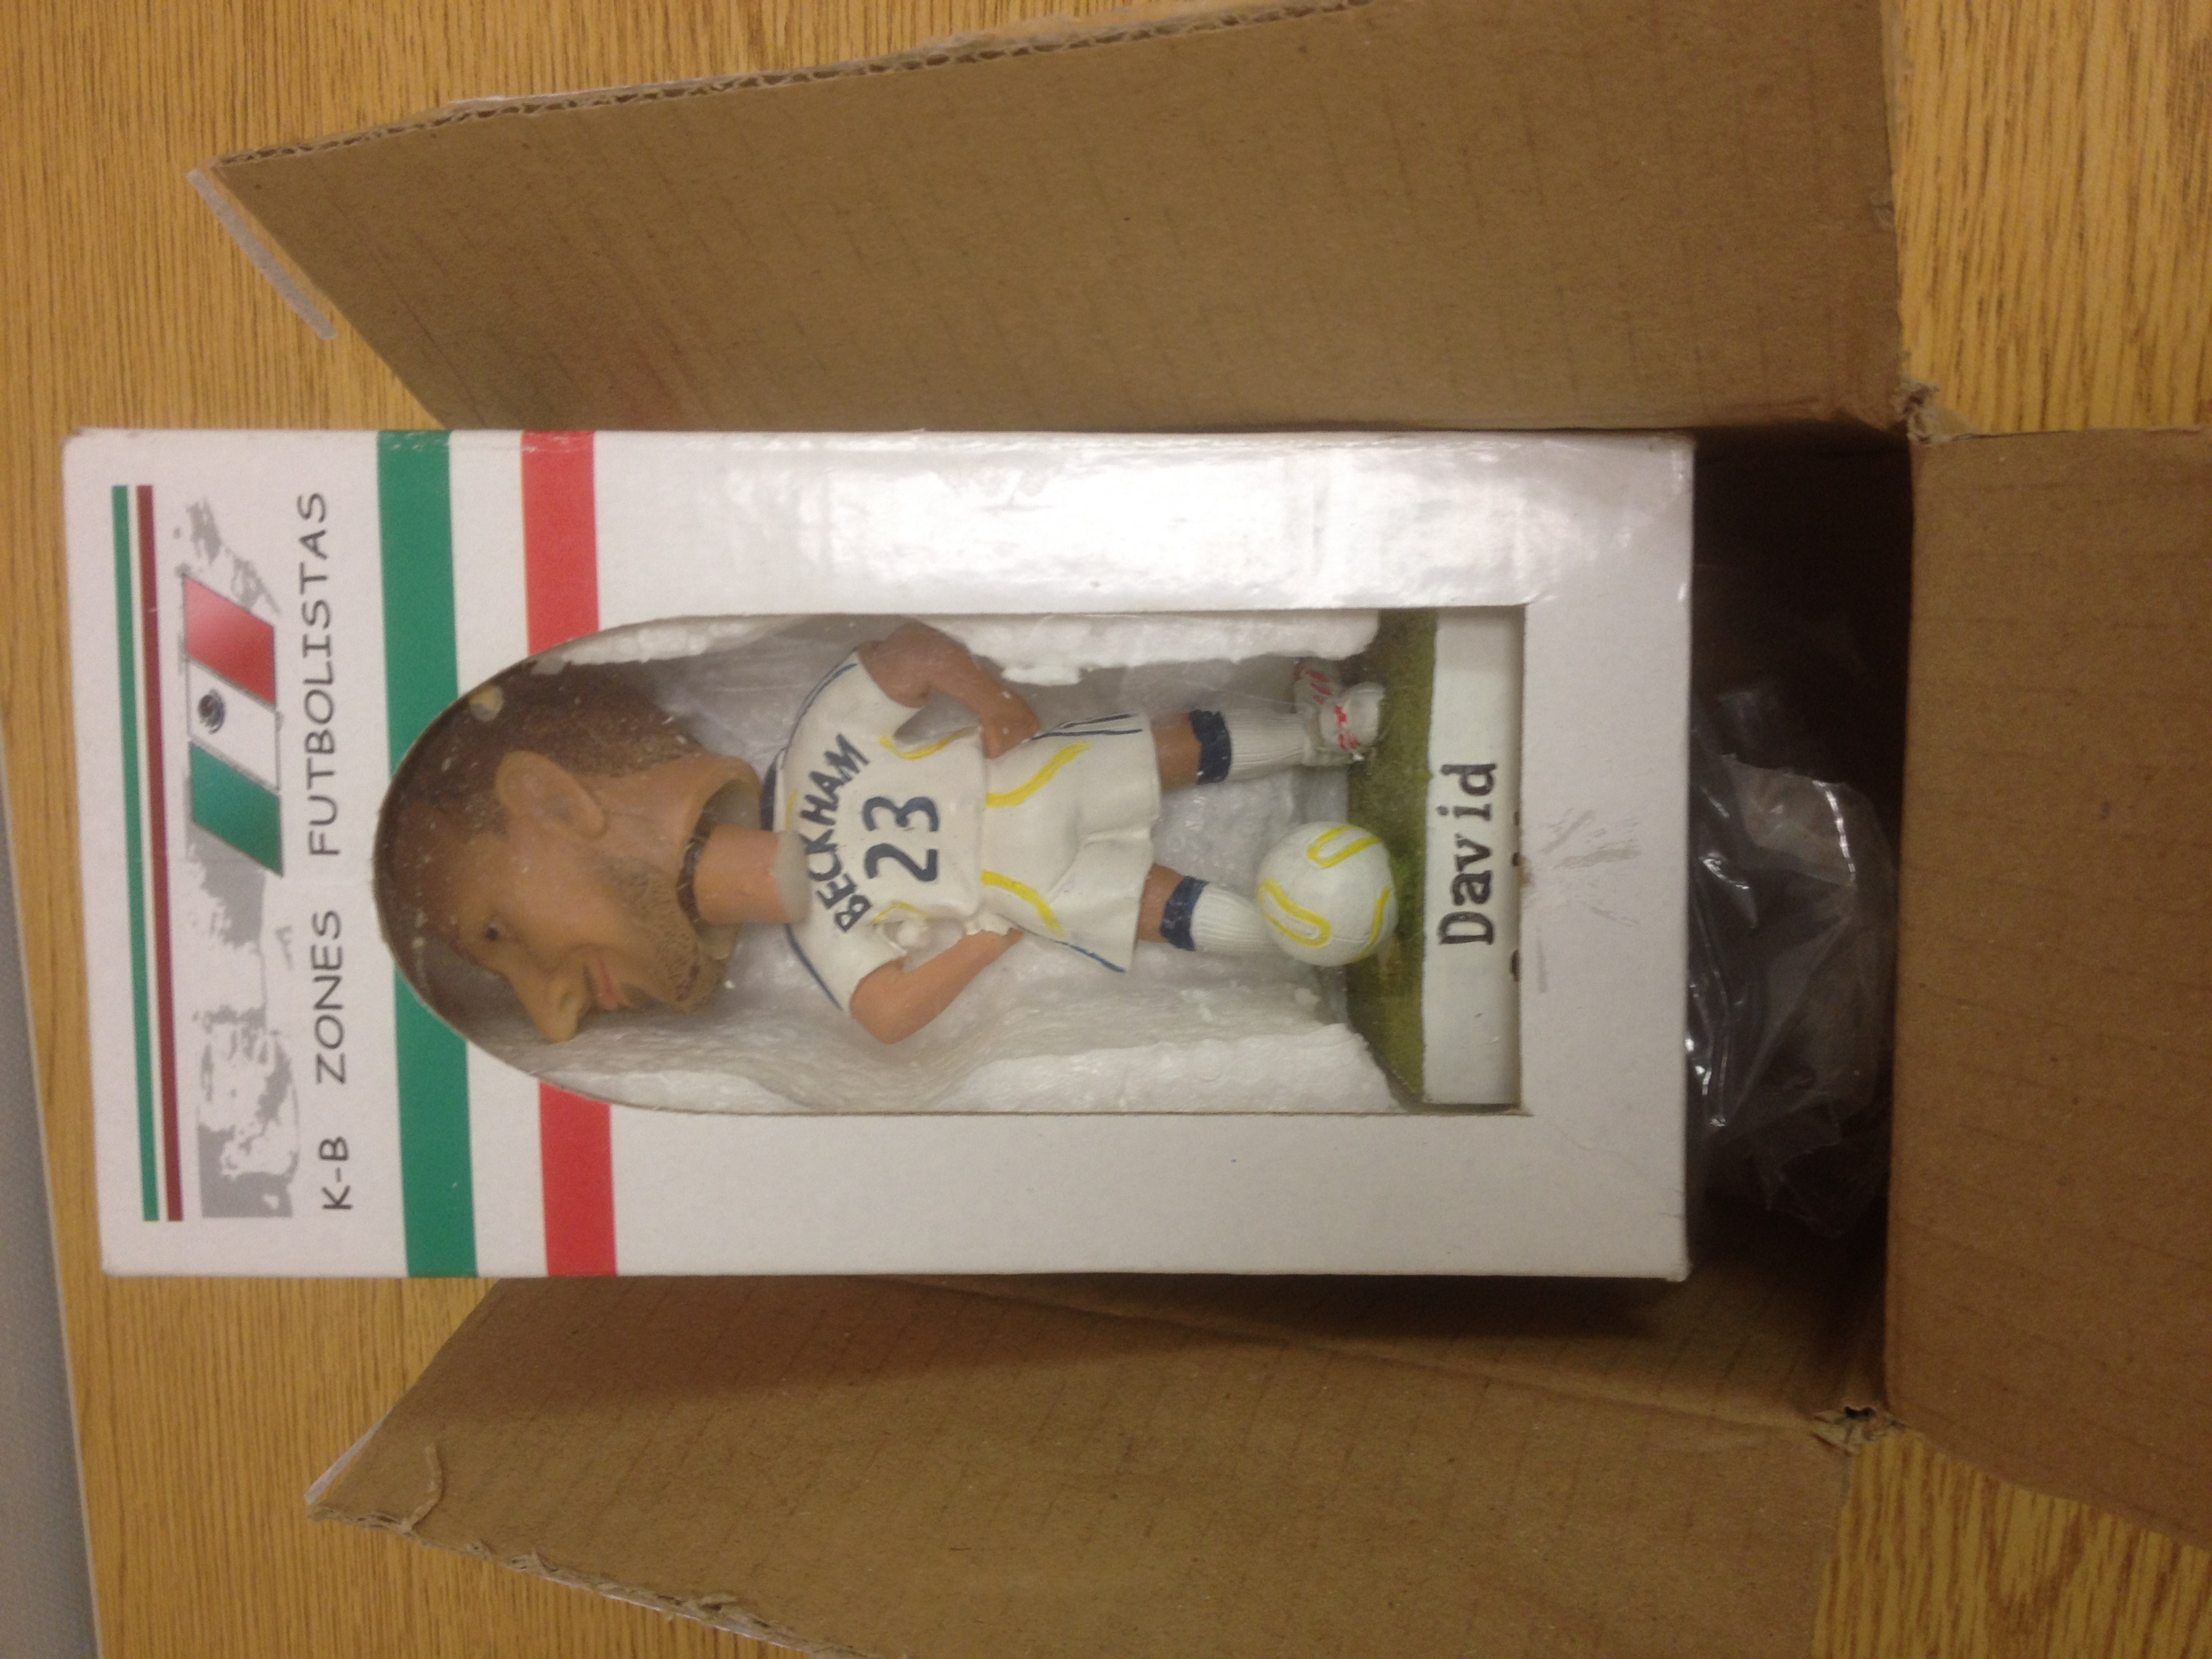 K-B ZONES FUTBOLISTAS
BECKHAM
23
David